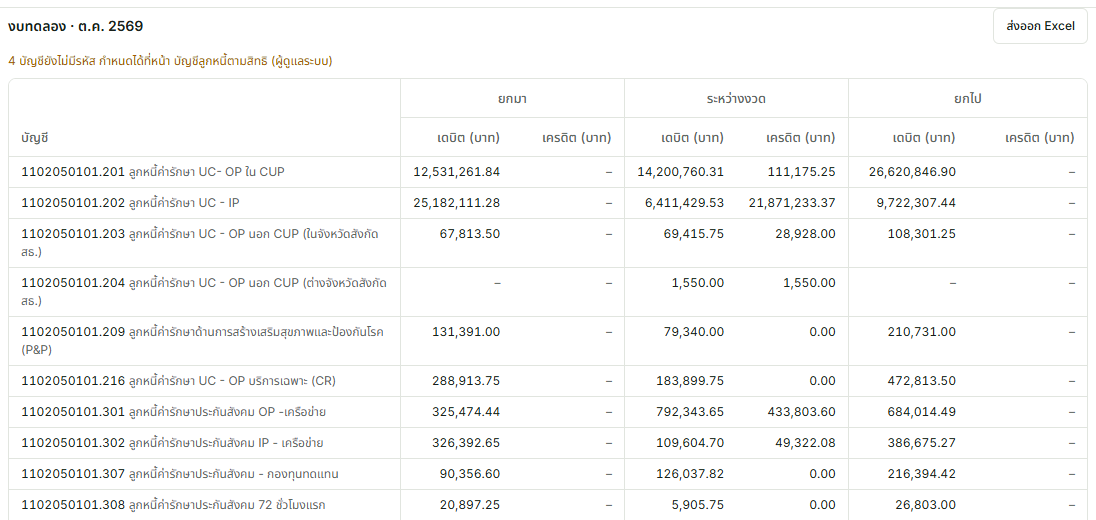 งบทดลอง · ต.ค. 2569
ส่งออก Excel
4 บัญชียังไม่มีรหัส กำหนดได้ที่หน้า บัญชีลูกหนี้ตามสิทธิ (ผู้ดูแลระบบ)
ยกมา ระหว่างงวด ยกไป
บัญชี เดบิต (บาท) เครดิต (บาท) เดบิต (บาท) เครดิต (บาท) เดบิต (บาท) เครดิต (บาท)
1102050101.201 ลูกหนี้ค่ารักษา UC- OP ใน CUP 12,531,261.84 – 14,200,760.31 111,175.25 26,620,846.90 –
1102050101.202 ลูกหนี้ค่ารักษา UC - IP 25,182,111.28 – 6,411,429.53 21,871,233.37 9,722,307.44 –
1102050101.203 ลูกหนี้ค่ารักษา UC - OP นอก CUP (ในจังหวัดสังกัด 67,813.50 – 69,415.75 28,928.00 108,301.25 –
สธ.)
1102050101.204 ลูกหนี้ค่ารักษา UC - OP นอก CUP (ต่างจังหวัดสังกัด – – 1,550.00 1,550.00 – –
สธ.)
1102050101.209 ลูกหนี้ค่ารักษาด้านการสร้างเสริมสุขภาพและป้องกันโรค 131,391.00 – 79,340.00 0.00 210,731.00 –
(P&P)
1102050101.216 ลูกหนี้ค่ารักษา UC - OP บริการเฉพาะ (CR) 288,913.75 – 183,899.75 0.00 472,813.50 –
1102050101.301 ลูกหนี้ค่ารักษาประกันสังคม OP -เครือข่าย 325,474.44 – 792,343.65 433,803.60 684,014.49 –
1102050101.302 ลูกหนี้ค่ารักษาประกันสังคม IP - เครือข่าย 326,392.65 – 109,604.70 49,322.08 386,675.27 –
1102050101.307 ลูกหนี้ค่ารักษาประกันสังคม - กองทุนทดแทน 90,356.60 – 126,037.82 0.00 216,394.42 –
1102050101.308 ลูกหนี้ค่ารักษาประกันสังคม 72 ชั่วโมงแรก 20,897.25 – 5,905.75 0.00 26,803.00 –